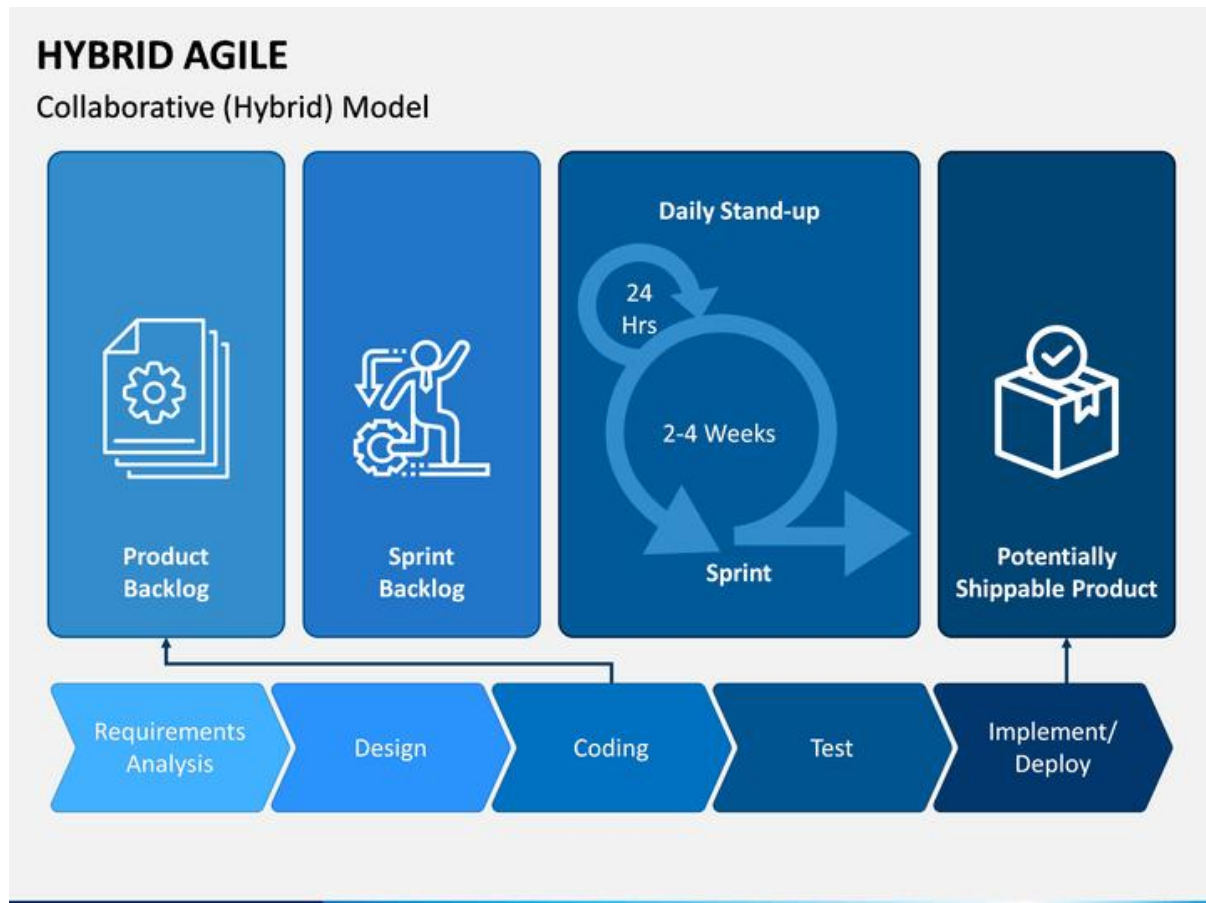 HYBRID AGILE
Collaborative (Hybrid) Model
Product
Backlog
Sprint
Backlog
Daily Stand-up
24
Hrs
2-4 Weeks
Sprint
Potentially
Shippable Product
Requirements
Analysis
Design
Coding
Test
Implement/
Deploy